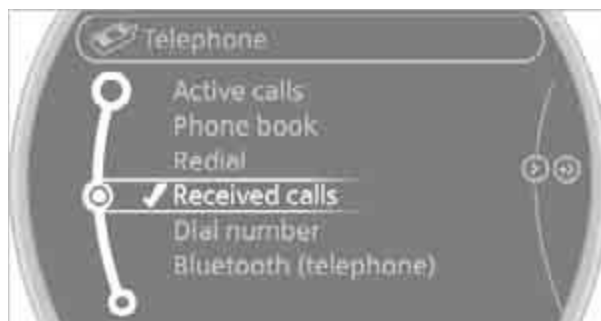 Telephone
Active calls
Phone book
Redial
Received calls
Dial number
Bluetooth (telephone)